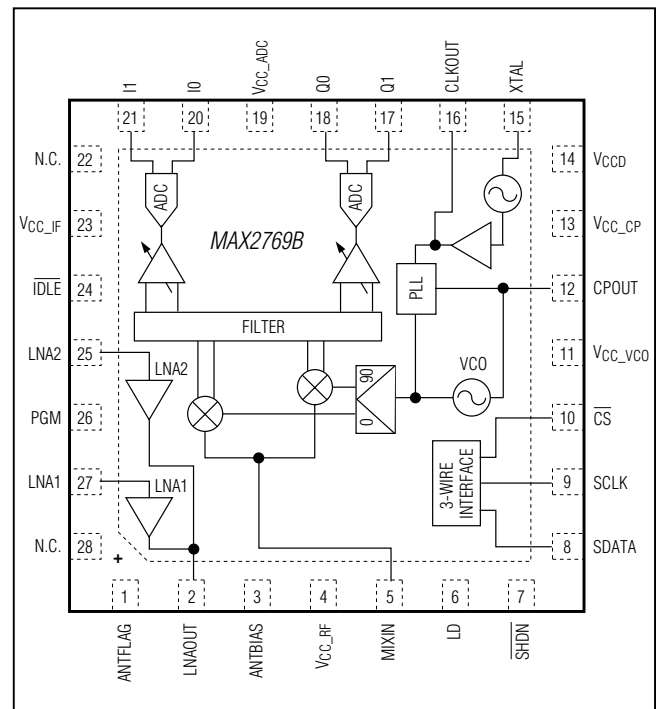 I1
I0
VCC_ADC
Q0
Q1
CLKOUT
XTAL
21
20
19
18
17
16
15
N.C.
22
VCC_IF
23
IDLE
24
LNA2
25
PGM
26
LNA1
27
N.C.
28
14
VCCD
13
VCC_CP
12
CPOUT
11
VCC_VCO
10
CS
9
SCLK
8
SDATA
ADC
MAX2769B
ADC
PLL
FILTER
LNA2
90
0
VCO
LNA1
3-WIRE
INTERFACE
+
1
2
3
4
5
6
7
ANTFLAG
LNAOUT
ANTBIAS
VCC_RF
MIXIN
LD
SHDN